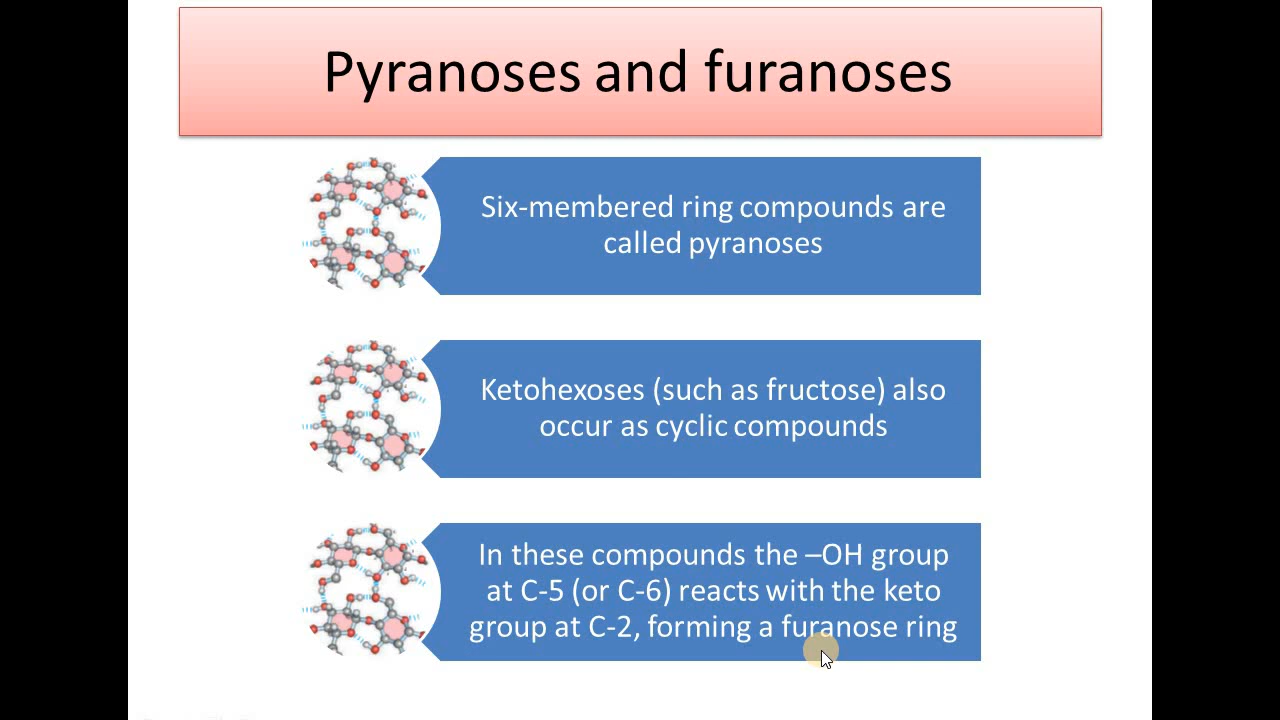 Pyranoses and furanoses
Six-membered ring compounds are
called pyranoses
Ketohexoses (such as fructose) also
occur as cyclic compounds
In these compounds the –OH group
at C-5 (or C-6) reacts with the keto
group at C-2, forming a furanose ring